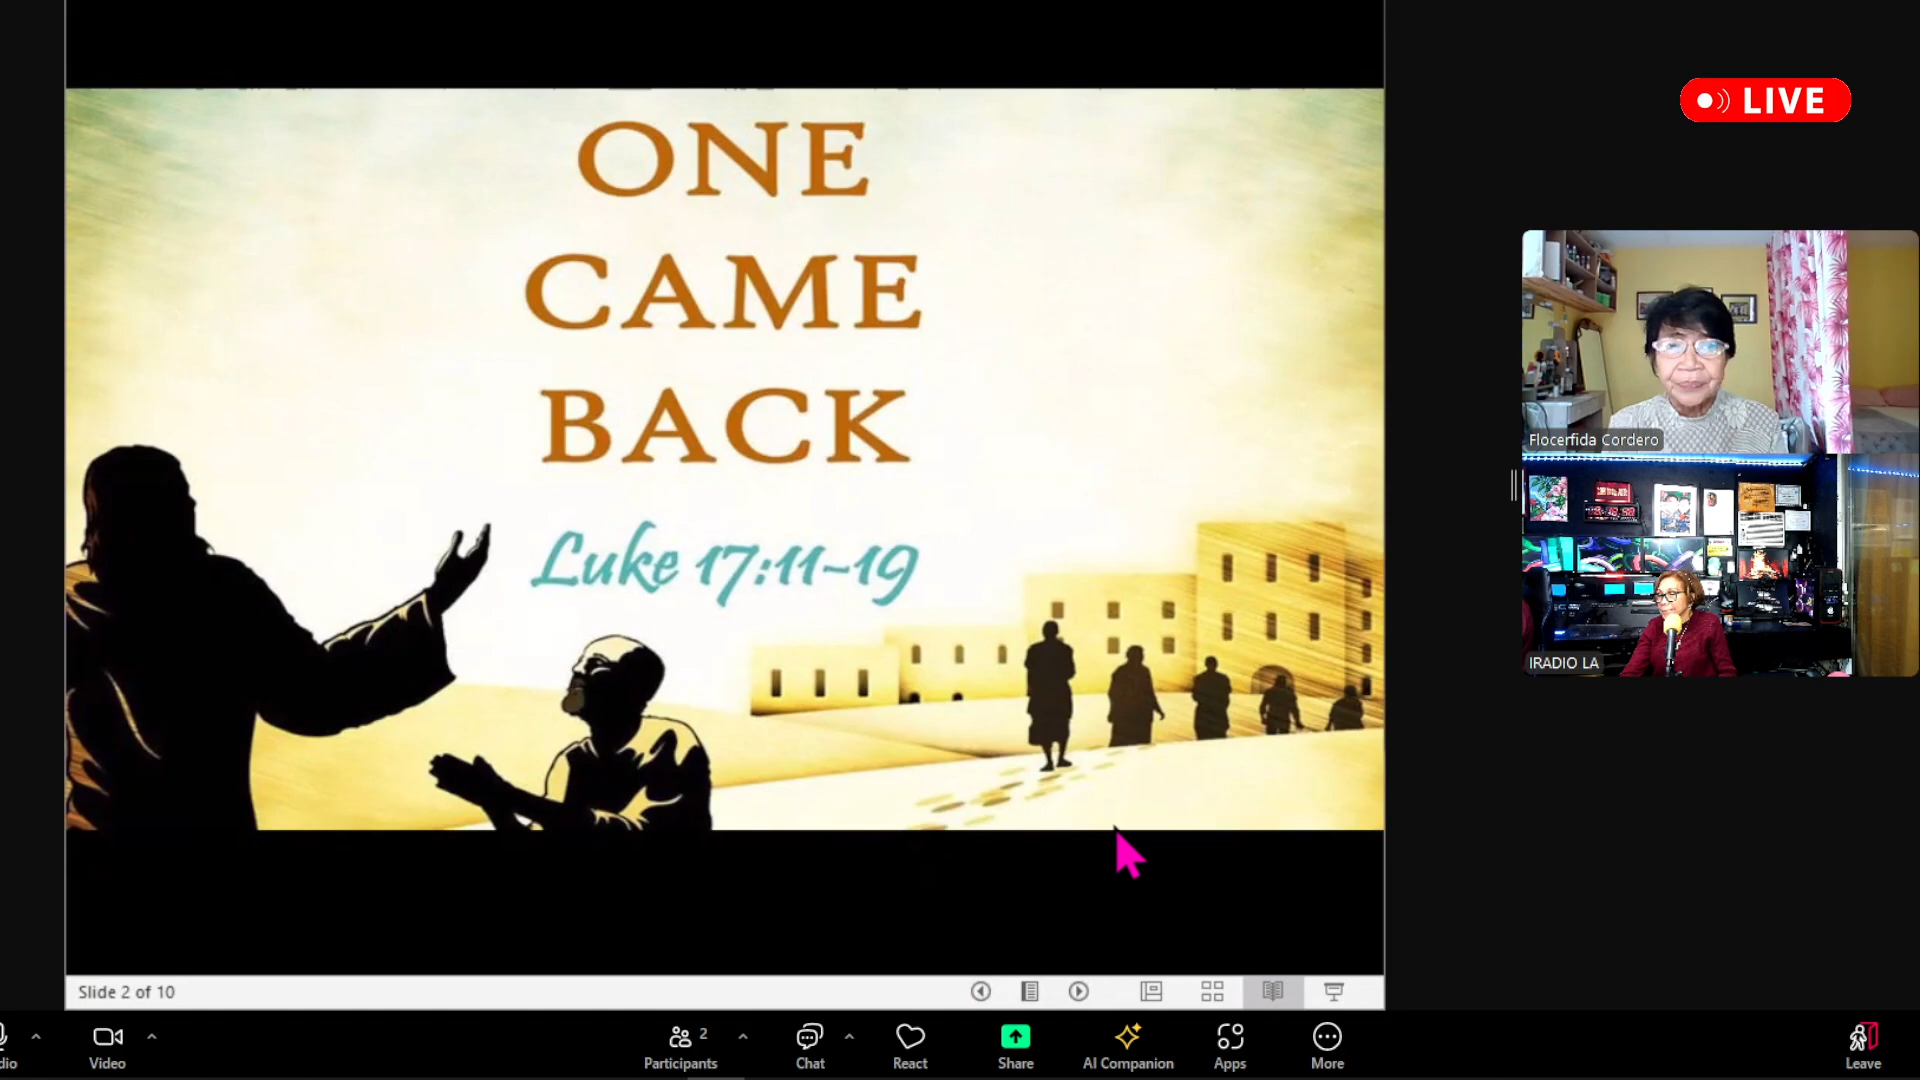 ONE
CAME
BACK
Luke 17:11-19
LIVE
Flocerfida Cordero
IRADIO LA
Slide 2 of 10
dio
Video
Participants
2
Chat
React
Share
AI Companion
Apps
More
Leave